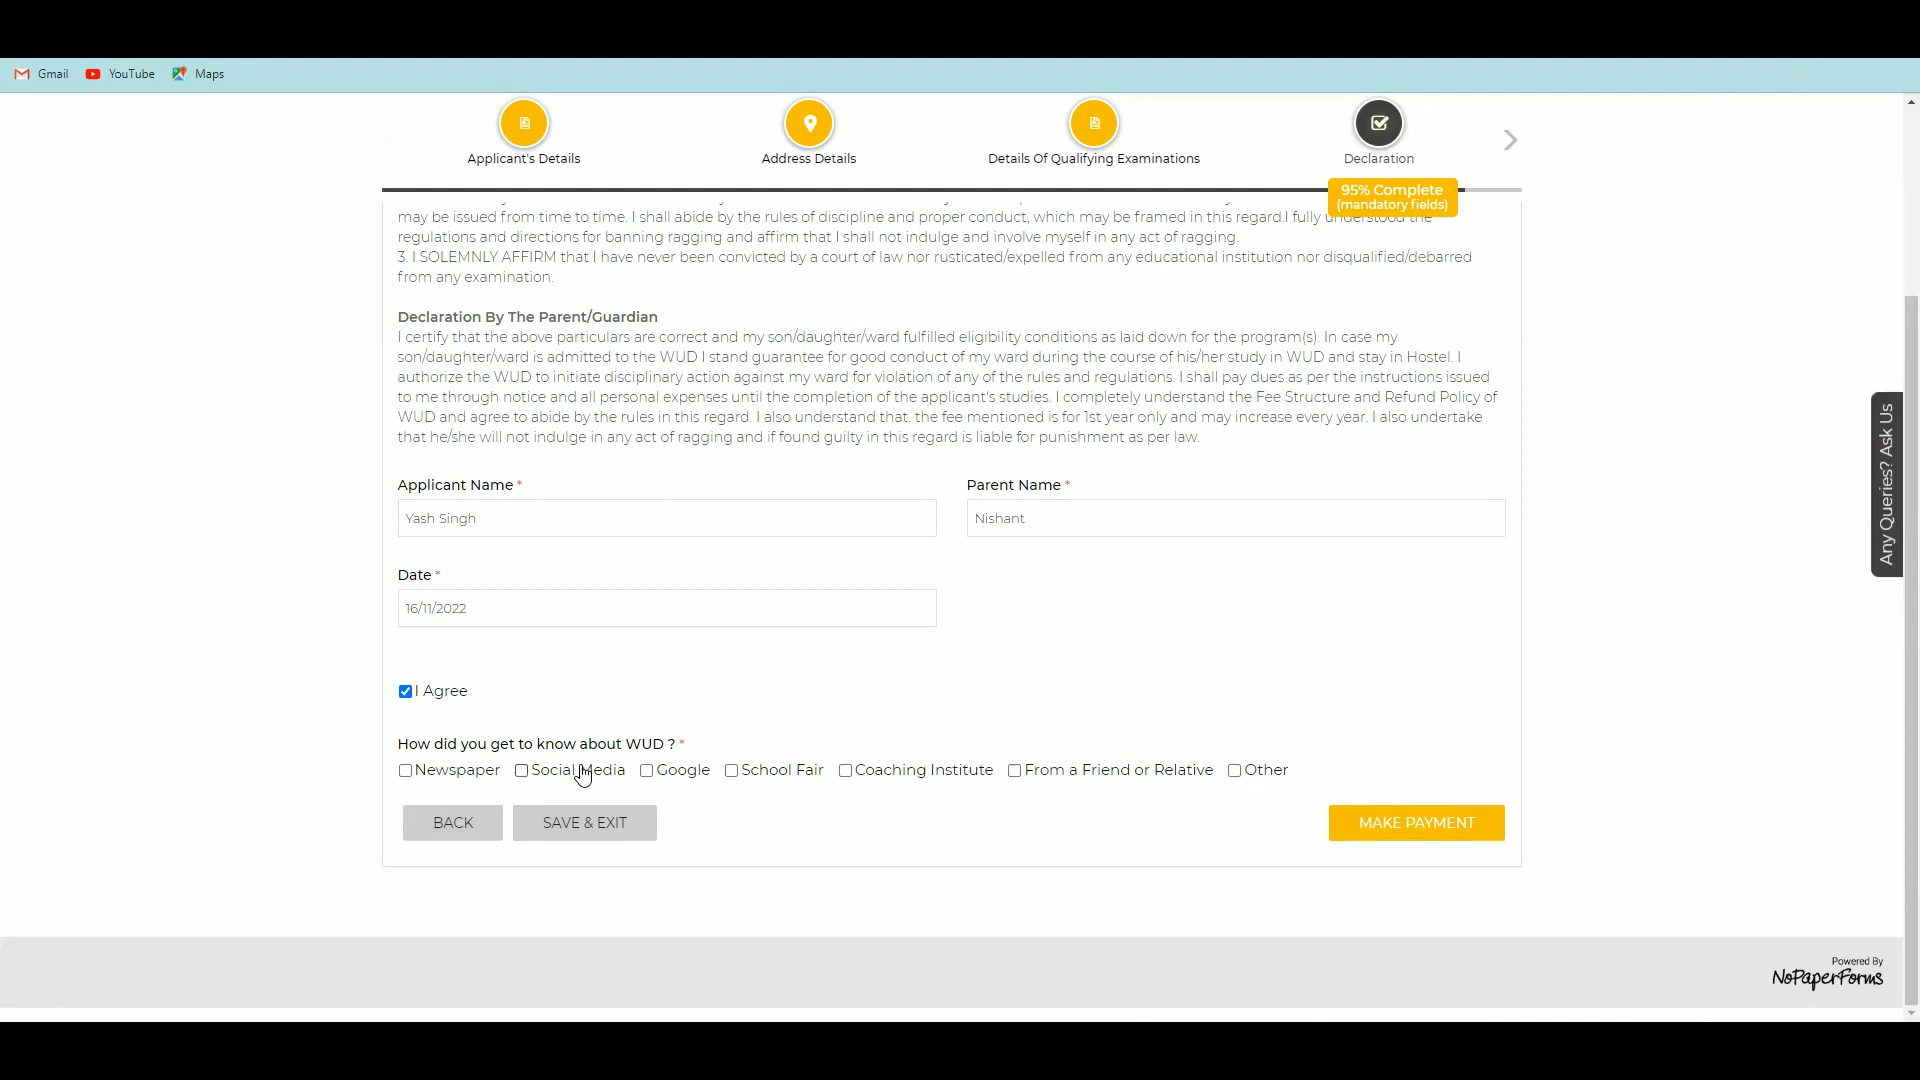 Gmail YouTube Maps
Applicant's Details Address Details Details Of Qualifying Examinations Declaration
95% Complete
(mandatory fields)
may be issued from time to time. I shall abide by the rules of discipline and proper conduct, which may be framed in this regard.I fully understood the
regulations and directions for banning ragging and affirm that I shall not indulge and involve myself in any act of ragging.
3. I SOLEMNLY AFFIRM that I have never been convicted by a court of law nor rusticated/expelled from any educational institution nor disqualified/debarred
from any examination.
Declaration By The Parent/Guardian
I certify that the above particulars are correct and my son/daughter/ward fulfilled eligibility conditions as laid down for the program(s). In case my
son/daughter/ward is admitted to the WUD I stand guarantee for good conduct of my ward during the course of his/her study in WUD and stay in Hostel. I
authorize the WUD to initiate disciplinary action against my ward for violation of any of the rules and regulations. I shall pay dues as per the instructions issued
to me through notice and all personal expenses until the completion of the applicant's studies. I completely understand the Fee Structure and Refund Policy of
WUD and agree to abide by the rules in this regard. I also understand that. the fee mentioned is for 1st year only and may increase every year. I also undertake
that he/she will not indulge in any act of ragging and if found guilty in this regard is liable for punishment as per law.
Applicant Name * Parent Name *
Yash Singh Nishant
Date *
16/11/2022
I Agree
How did you get to know about WUD ? *
Newspaper Social Media Google School Fair Coaching Institute From a Friend or Relative Other
BACK SAVE & EXIT MAKE PAYMENT
Any Queries? Ask Us
Powered By
NoPaperForms